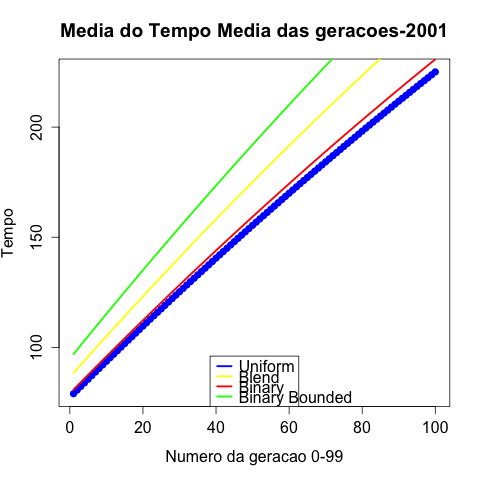 Media do Tempo Media das geracoes-2001
Tempo
200
150
100
Uniform
Blend
Binary
Binary Bounded
0 20 40 60 80 100
Numero da geracao 0-99